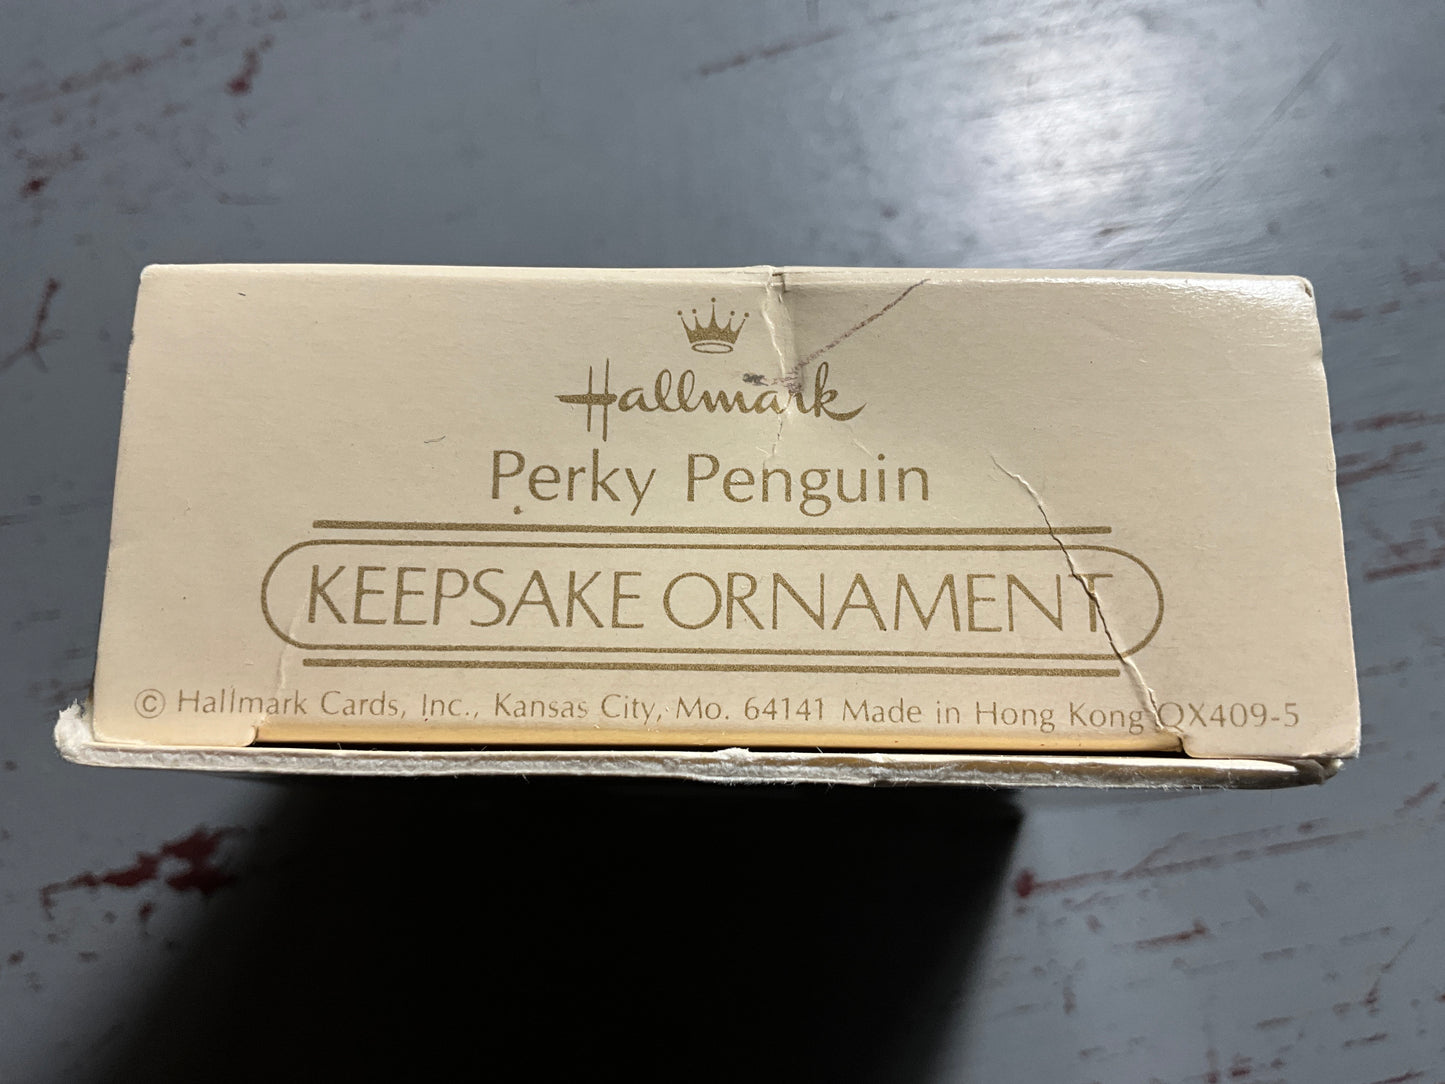 Hallmark
Perky Penguin
KEEPSAKE ORNAMENT
© Hallmark Cards, Inc., Kansas City, Mo. 64141 Made in Hong Kong QX409-5